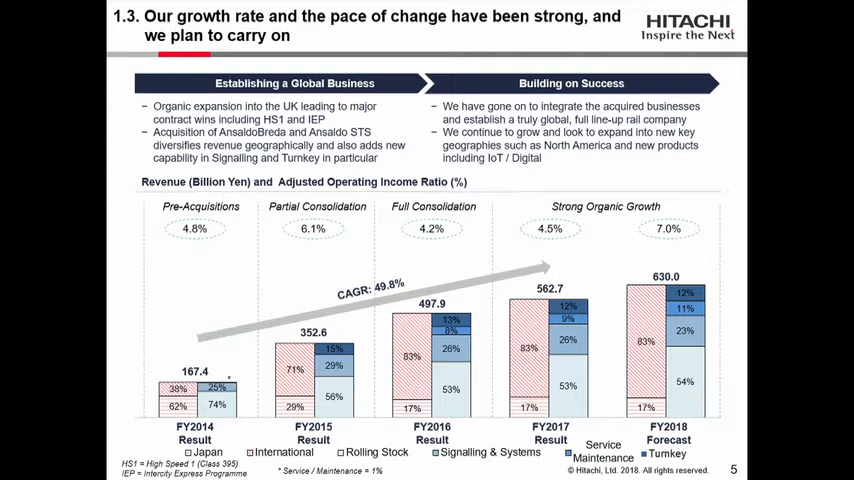 1.3. Our growth rate and the pace of change have been strong, and
we plan to carry on
HITACHI
Inspire the Next
Establishing a Global Business
Building on Success
− Organic expansion into the UK leading to major
contract wins including HS1 and IEP
− Acquisition of AnsaldoBreda and Ansaldo STS
diversifies revenue geographically and also adds new
capability in Signalling and Turnkey in particular
− We have gone on to integrate the acquired businesses
and establish a truly global, full line-up rail company
− We continue to grow and look to expand into new key
geographies such as North America and new products
including IoT / Digital
Revenue (Billion Yen) and Adjusted Operating Income Ratio (%)
Pre-Acquisitions
Partial Consolidation
Full Consolidation
Strong Organic Growth
4.8%
6.1%
4.2%
4.5%
7.0%
CAGR: 49.8%
167.4
38%
62%
*
25%
74%
352.6
71%
29%
15%
29%
56%
497.9
83%
17%
13%
8%
26%
53%
562.7
83%
17%
12%
9%
26%
53%
630.0
83%
17%
12%
11%
23%
54%
FY2014
Result
FY2015
Result
FY2016
Result
FY2017
Result
FY2018
Forecast
Japan
International
Rolling Stock
Signalling & Systems
Service
Maintenance
Turnkey
HS1 = High Speed 1 (Class 395)
IEP = Intercity Express Programme
* Service / Maintenance = 1%
© Hitachi, Ltd. 2018. All rights reserved.
5